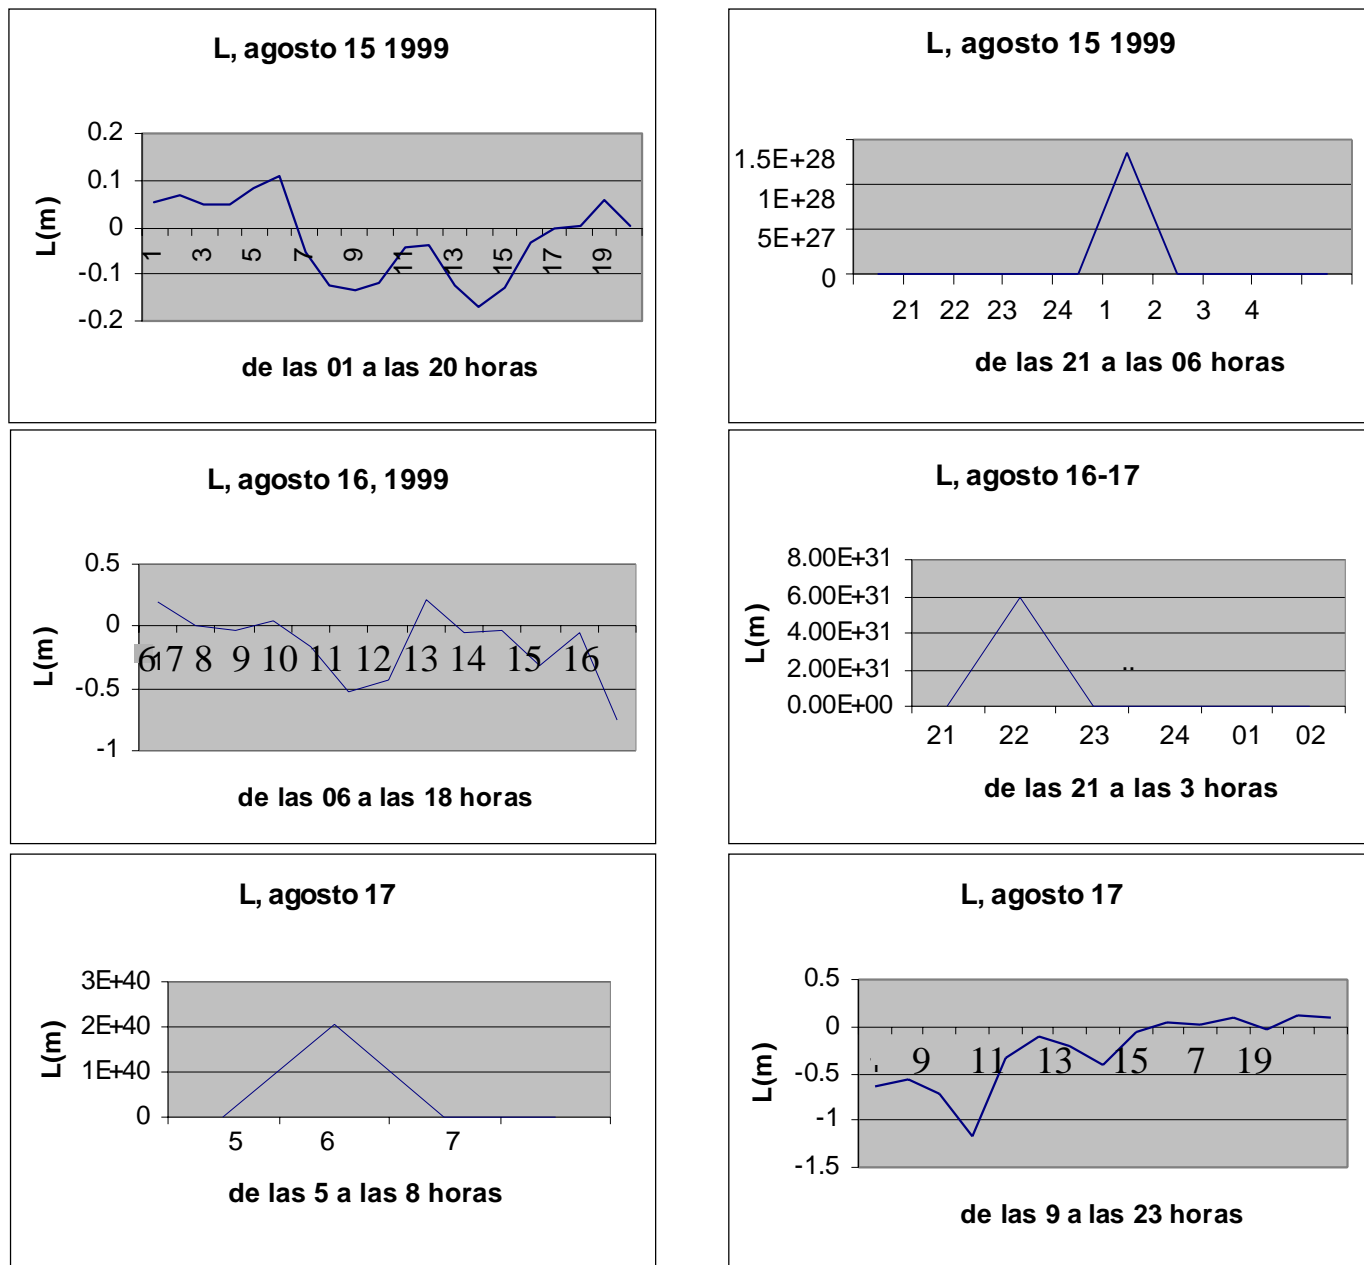 L, agosto 15 1999
0.2
0.1
0
-0.1
-0.2
L(m)
1 3 5 7 9 11 13 15 17 19
de las 01 a las 20 horas
L, agosto 15 1999
1.5E+28
1E+28
5E+27
0
21 22 23 24 1 2 3 4
de las 21 a las 06 horas
L, agosto 16, 1999
0.5
0
-0.5
-1
L(m)
6 7 8 9 10 11 12 13 14 15 16
de las 06 a las 18 horas
L, agosto 16-17
8.00E+31
6.00E+31
4.00E+31
2.00E+31
0.00E+00
L(m)
21 22 23 24 01 02
de las 21 a las 3 horas
L, agosto 17
3E+40
2E+40
1E+40
0
L(m)
5 6 7
de las 5 a las 8 horas
L, agosto 17
0.5
0
-0.5
-1
-1.5
L(m)
9 11 13 15 7 19
de las 9 a las 23 horas